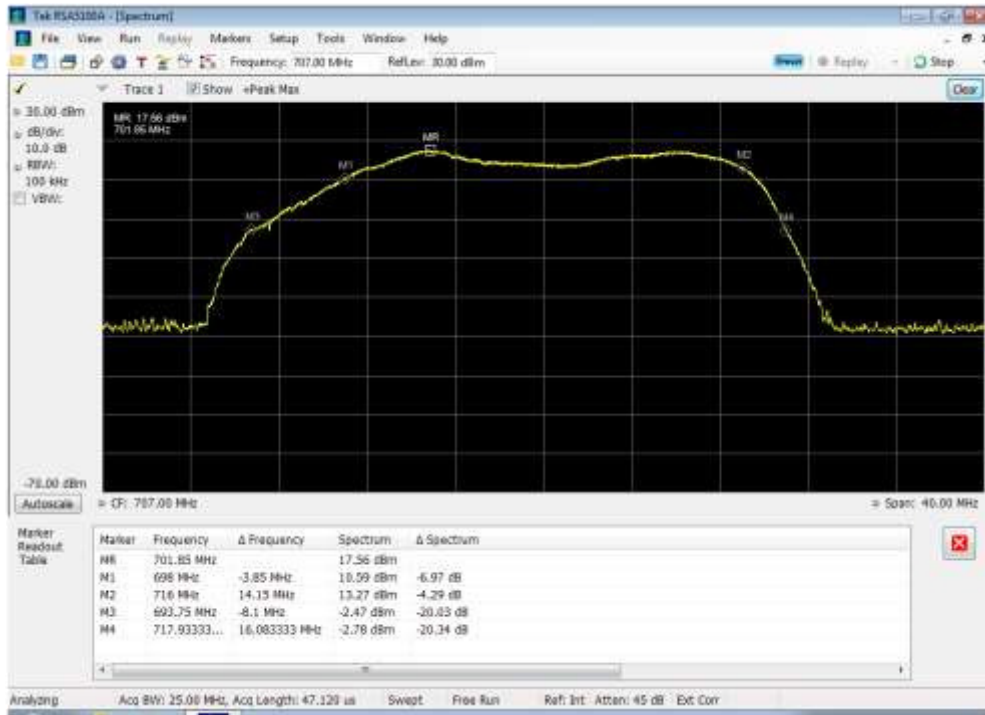 Tek RSA5100A - [Spectrum]
File View Run Replay Markers Setup Tools Window Help
Frequency: 707.00 MHz RefLev: 30.00 dBm Preset Replay Stop
Trace 1 Show +Peak Max Clear
30.00 dBm
dB/div:
10.0 dB
RBW:
100 kHz
VBW:
MR: 17.56 dBm
701.85 MHz
MR
M1
M2
M3
M4
-70.00 dBm
Autoscale CF: 707.00 MHz Span: 40.00 MHz
Marker Readout Table
Marker Frequency Δ Frequency Spectrum Δ Spectrum
MR 701.85 MHz 17.56 dBm
M1 698 MHz -3.85 MHz 10.59 dBm -6.97 dB
M2 716 MHz 14.15 MHz 13.27 dBm -4.29 dB
M3 693.75 MHz -8.1 MHz -2.47 dBm -20.03 dB
M4 717.93333... 16.083333 MHz -2.78 dBm -20.34 dB
Analyzing Acq BW: 25.00 MHz, Acq Length: 47.120 us Swept Free Run Ref: Int Atten: 45 dB Ext Corr